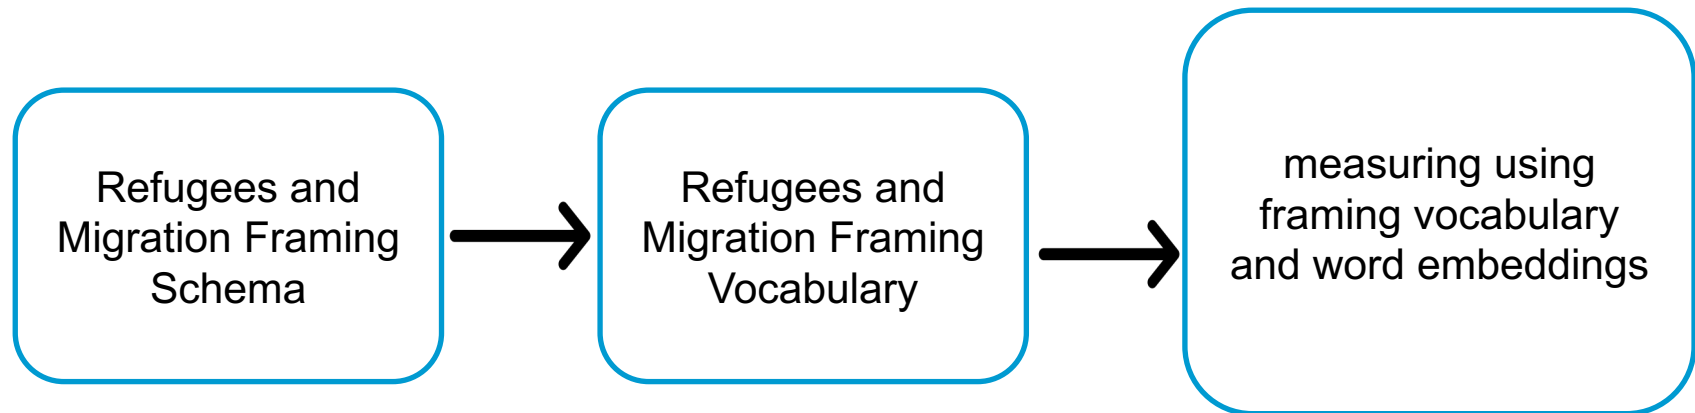 Refugees and
Migration Framing
Schema
Refugees and
Migration Framing
Vocabulary
measuring using
framing vocabulary
and word embeddings